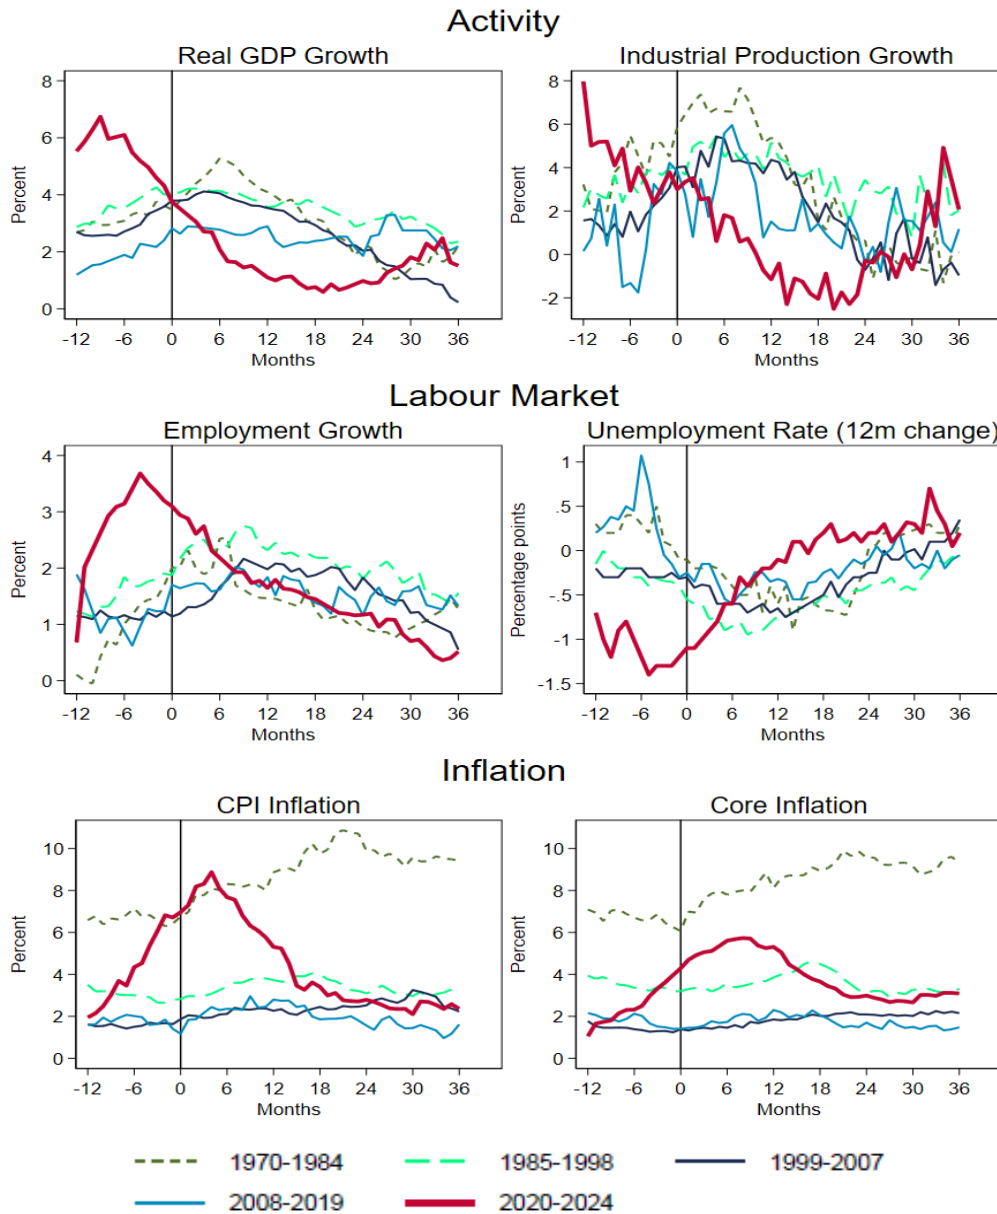 Activity
Real GDP Growth
Industrial Production Growth
Percent
8
6
4
2
0
-12 -6 0 6 12 18 24 30 36
Months
Percent
8
6
4
2
0
-2
-12 -6 0 6 12 18 24 30 36
Months
Labour Market
Employment Growth
Unemployment Rate (12m change)
Percent
4
3
2
1
0
-12 -6 0 6 12 18 24 30 36
Months
Percentage points
1
.5
0
-.5
-1
-1.5
-12 -6 0 6 12 18 24 30 36
Months
Inflation
CPI Inflation
Core Inflation
Percent
10
8
6
4
2
0
-12 -6 0 6 12 18 24 30 36
Months
Percent
10
8
6
4
2
0
-12 -6 0 6 12 18 24 30 36
Months
1970-1984 1985-1998 1999-2007
2008-2019 2020-2024